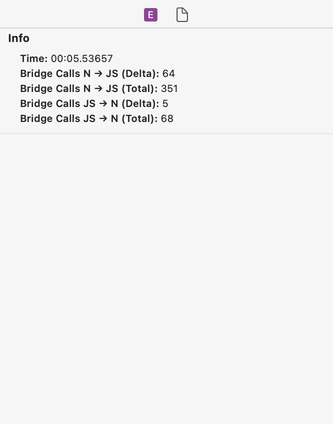 E
Info
Time: 00:05.53657
Bridge Calls N → JS (Delta): 64
Bridge Calls N → JS (Total): 351
Bridge Calls JS → N (Delta): 5
Bridge Calls JS → N (Total): 68